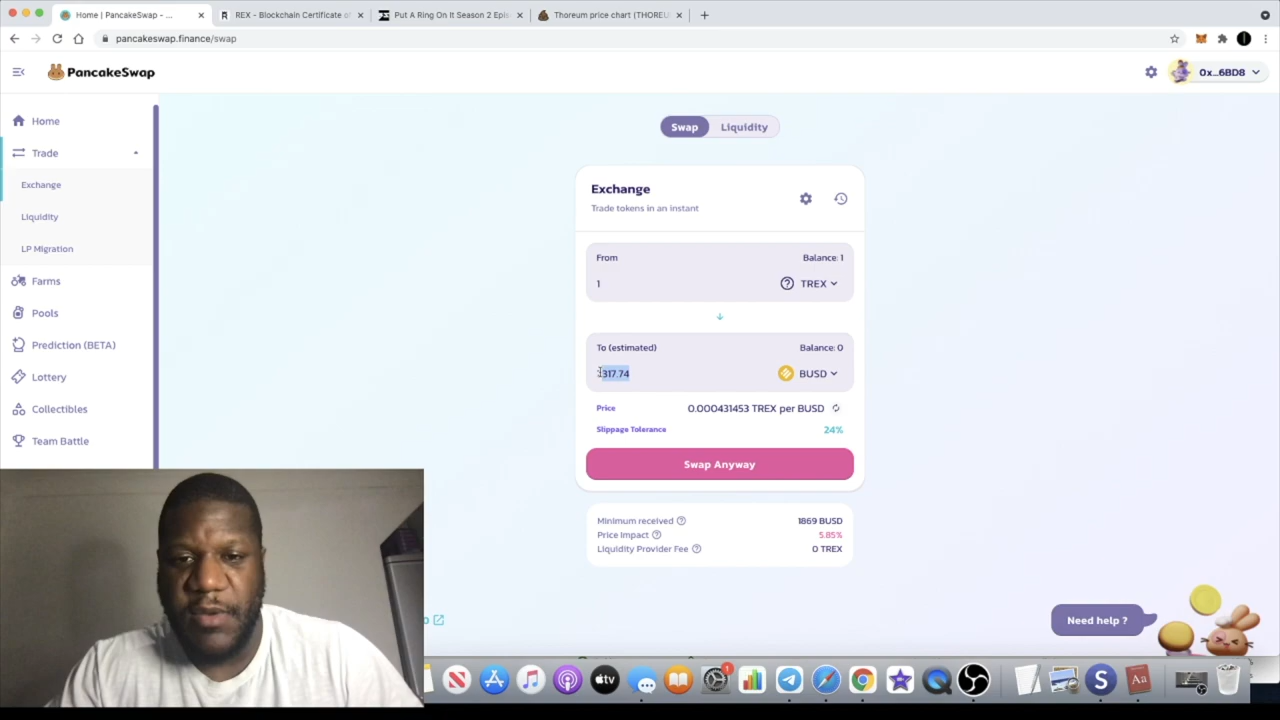 Home | PancakeSwap - ...
REX - Blockchain Certificate of
Put A Ring On It Season 2 Epi
Thoreum price chart (THOREU
pancakeswap.finance/swap
PancakeSwap
0x...6BD8
Home
Trade
Exchange
Liquidity
LP Migration
Farms
Pools
Prediction (BETA)
Lottery
Collectibles
Team Battle
Swap
Liquidity
Exchange
Trade tokens in an instant
From
Balance: 1
1
TREX
To (estimated)
Balance: 0
317.74
BUSD
Price
0.000431453 TREX per BUSD
Slippage Tolerance
24%
Swap Anyway
Minimum received
1869 BUSD
Price Impact
5.85%
Liquidity Provider Fee
0 TREX
Need help ?
1
tv
S
Aa